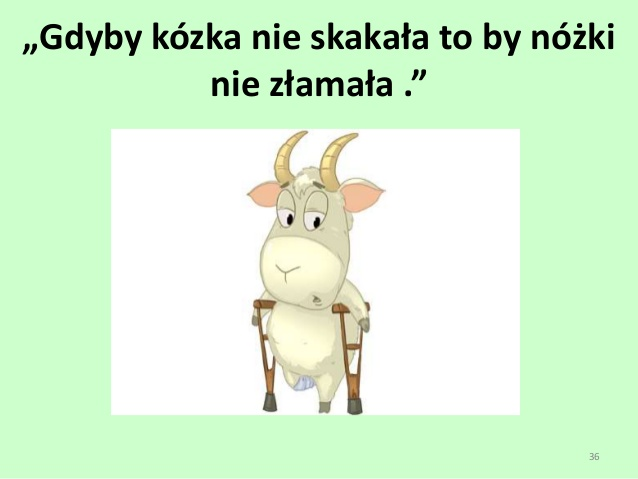 „Gdyby kózka nie skakała to by nóżki
nie złamała .”
36